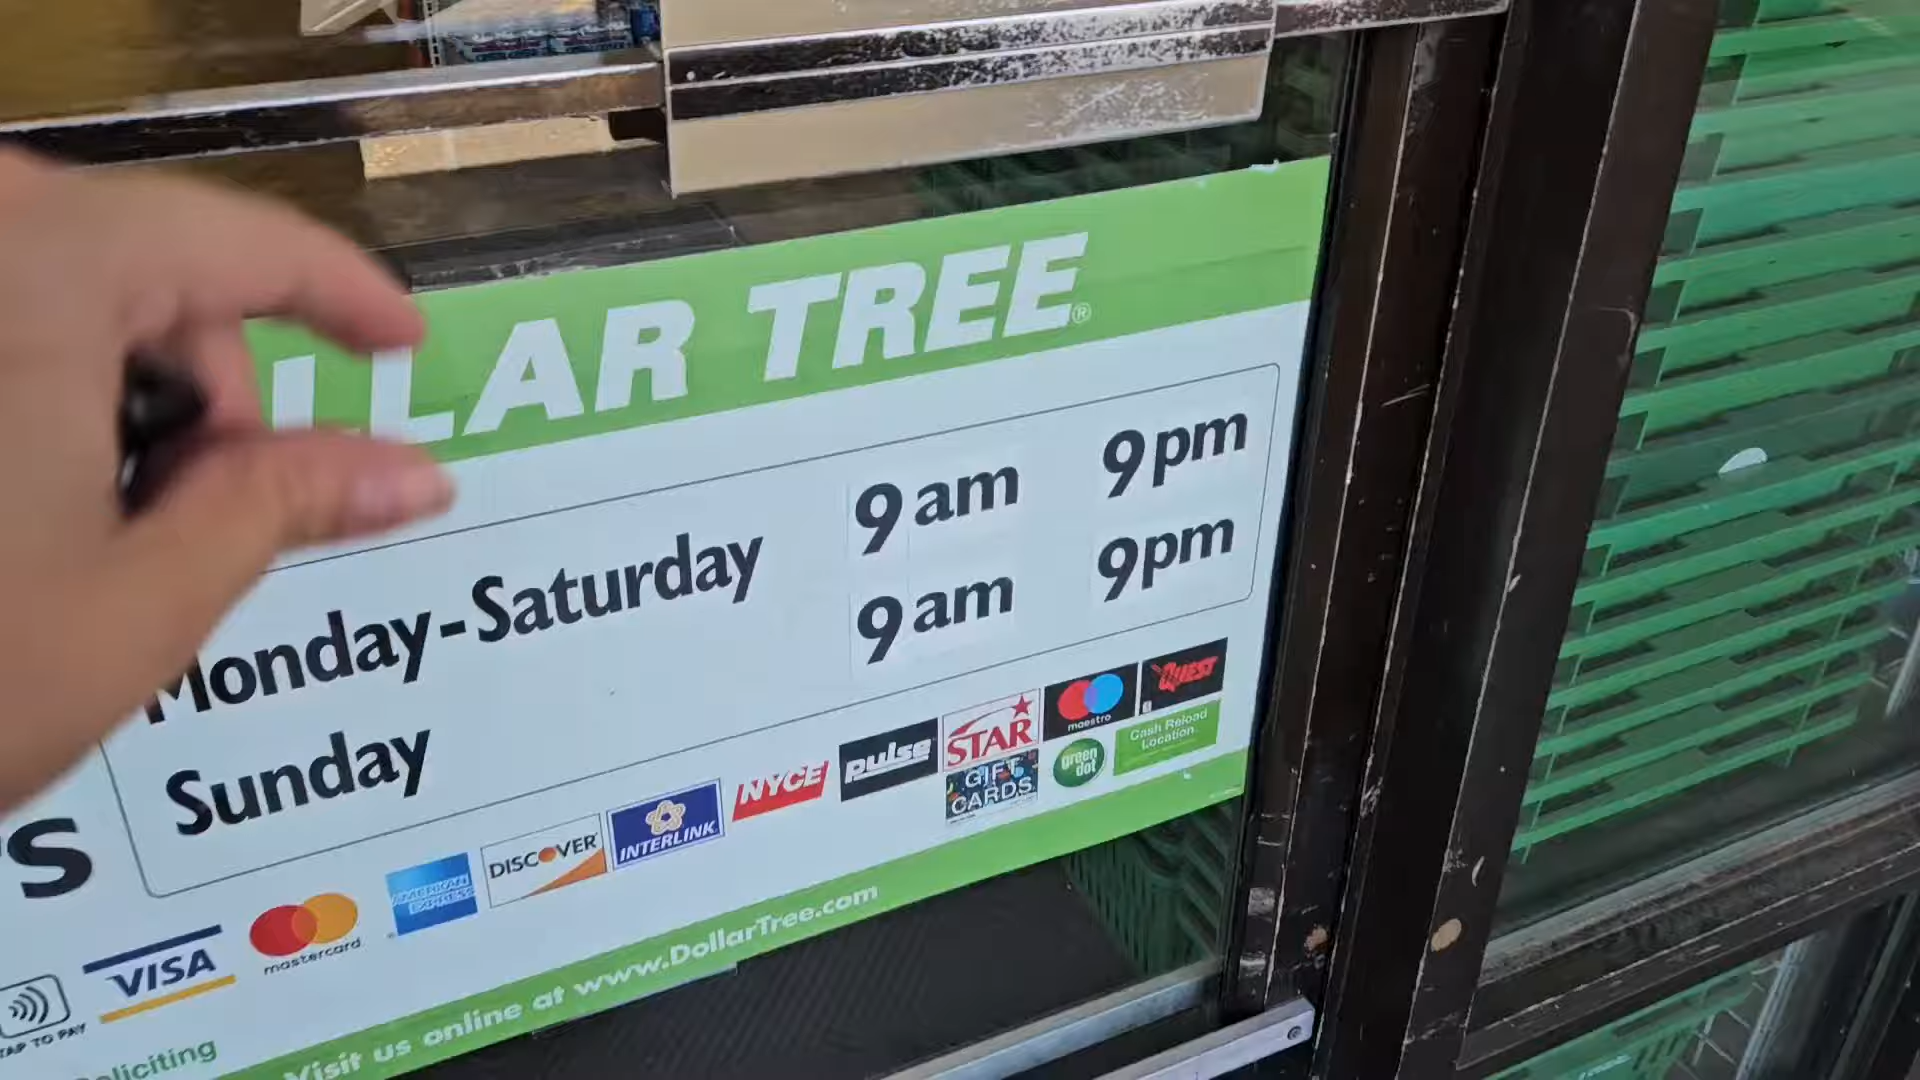 LLAR TREE®
Monday-Saturday 9am 9pm
Sunday 9am 9pm
TAP TO PAY VISA mastercard AMERICAN EXPRESS DISCOVER INTERLINK NYCE pulse STAR maestro QUEST
GIFT CARDS green dot Cash Reload Location
Visit us online at www.DollarTree.com